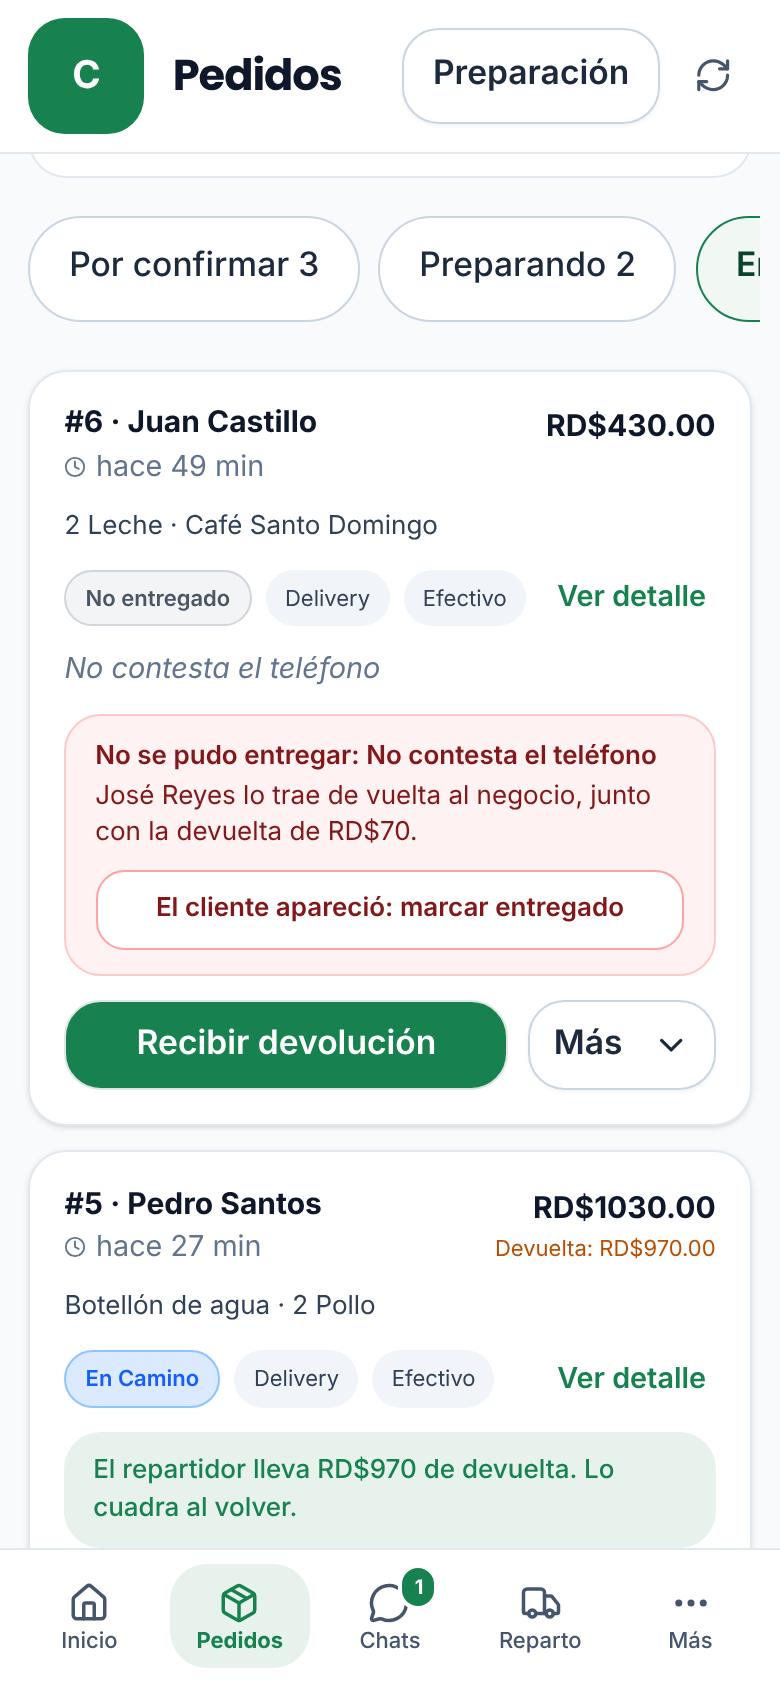 C
Pedidos
Preparación
Por confirmar 3
Preparando 2
#6 · Juan Castillo
RD$430.00
hace 49 min
2 Leche · Café Santo Domingo
No entregado
Delivery
Efectivo
Ver detalle
No contesta el teléfono
No se pudo entregar: No contesta el teléfono
José Reyes lo trae de vuelta al negocio, junto
con la devuelta de RD$70.
El cliente apareció: marcar entregado
Recibir devolución
Más
#5 · Pedro Santos
RD$1030.00
hace 27 min
Devuelta: RD$970.00
Botellón de agua · 2 Pollo
En Camino
Delivery
Efectivo
Ver detalle
El repartidor lleva RD$970 de devuelta. Lo
cuadra al volver.
1
Inicio
Pedidos
Chats
Reparto
Más